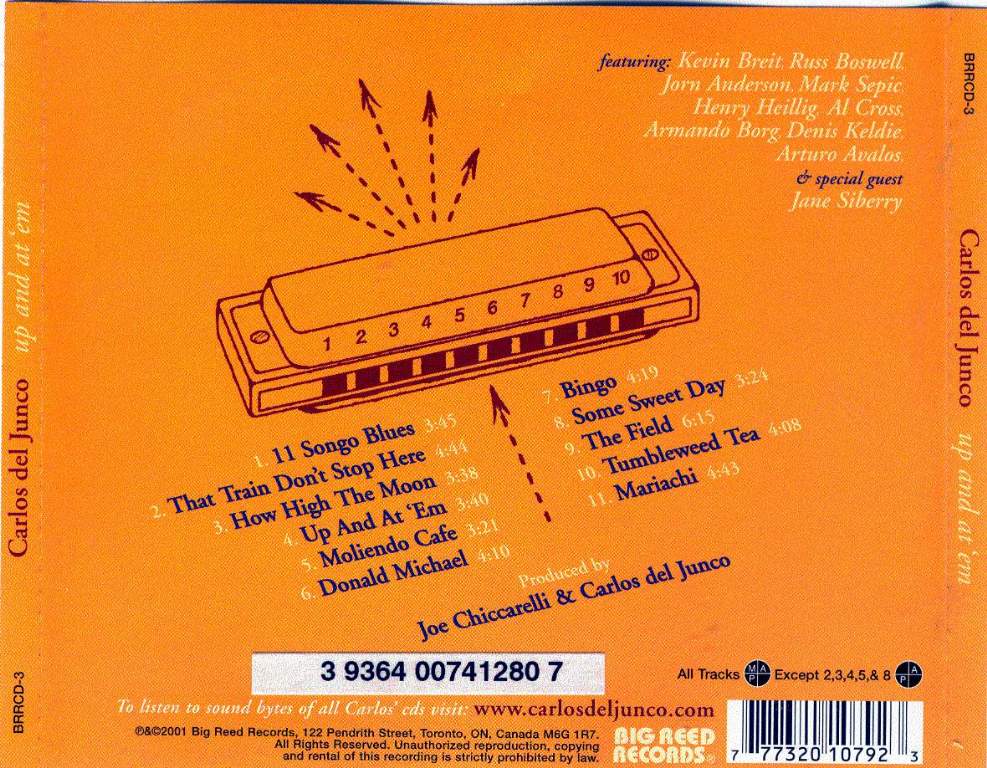 featuring: Kevin Breit, Russ Boswell,
Jorn Anderson, Mark Sepic,
Henry Heillig, Al Cross,
Armando Borg, Denis Keldie,
Arturo Avalos,
& special guest
Jane Siberry
1 2 3 4 5 6 7 8 9 10
1. 11 Songo Blues 3:45
2. That Train Don't Stop Here 4:44
3. How High The Moon 3:38
4. Up And At 'Em 3:40
5. Moliendo Cafe 3:21
6. Donald Michael 4:10
7. Bingo 4:19
8. Some Sweet Day 3:24
9. The Field 6:15
10. Tumbleweed Tea 4:08
11. Mariachi 4:43
Produced by
Joe Chiccarelli & Carlos del Junco
3 9364 00741280 7
All Tracks MAP Except 2,3,4,5,& 8 APA
To listen to sound bytes of all Carlos' cds visit: www.carlosdeljunco.com
℗&©2001 Big Reed Records, 122 Pendrith Street, Toronto, ON, Canada M6G 1R7.
All Rights Reserved. Unauthorized reproduction, copying
and rental of this recording is strictly prohibited by law.
BIG REED
RECORDS®
7 77320 10792 3
BRRCD-3 Carlos del Junco up and at 'em
BRRCD-3 Carlos del Junco up and at 'em